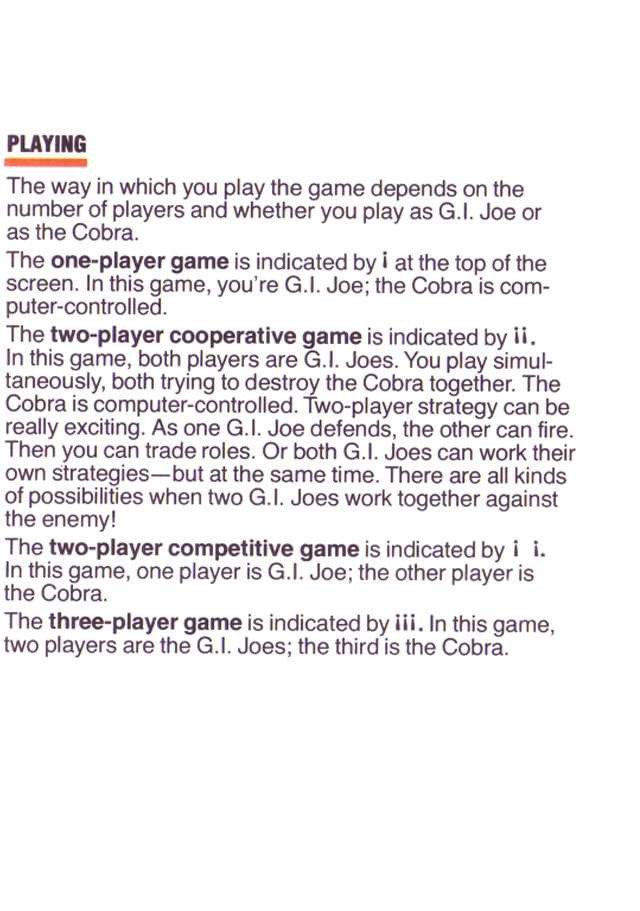 PLAYING
The way in which you play the game depends on the
number of players and whether you play as G.I. Joe or
as the Cobra.
The one-player game is indicated by i at the top of the
screen. In this game, you're G.I. Joe; the Cobra is com-
puter-controlled.
The two-player cooperative game is indicated by ii.
In this game, both players are G.I. Joes. You play simul-
taneously, both trying to destroy the Cobra together. The
Cobra is computer-controlled. Two-player strategy can be
really exciting. As one G.I. Joe defends, the other can fire.
Then you can trade roles. Or both G.I. Joes can work their
own strategies—but at the same time. There are all kinds
of possibilities when two G.I. Joes work together against
the enemy!
The two-player competitive game is indicated by i i.
In this game, one player is G.I. Joe; the other player is
the Cobra.
The three-player game is indicated by iii. In this game,
two players are the G.I. Joes; the third is the Cobra.